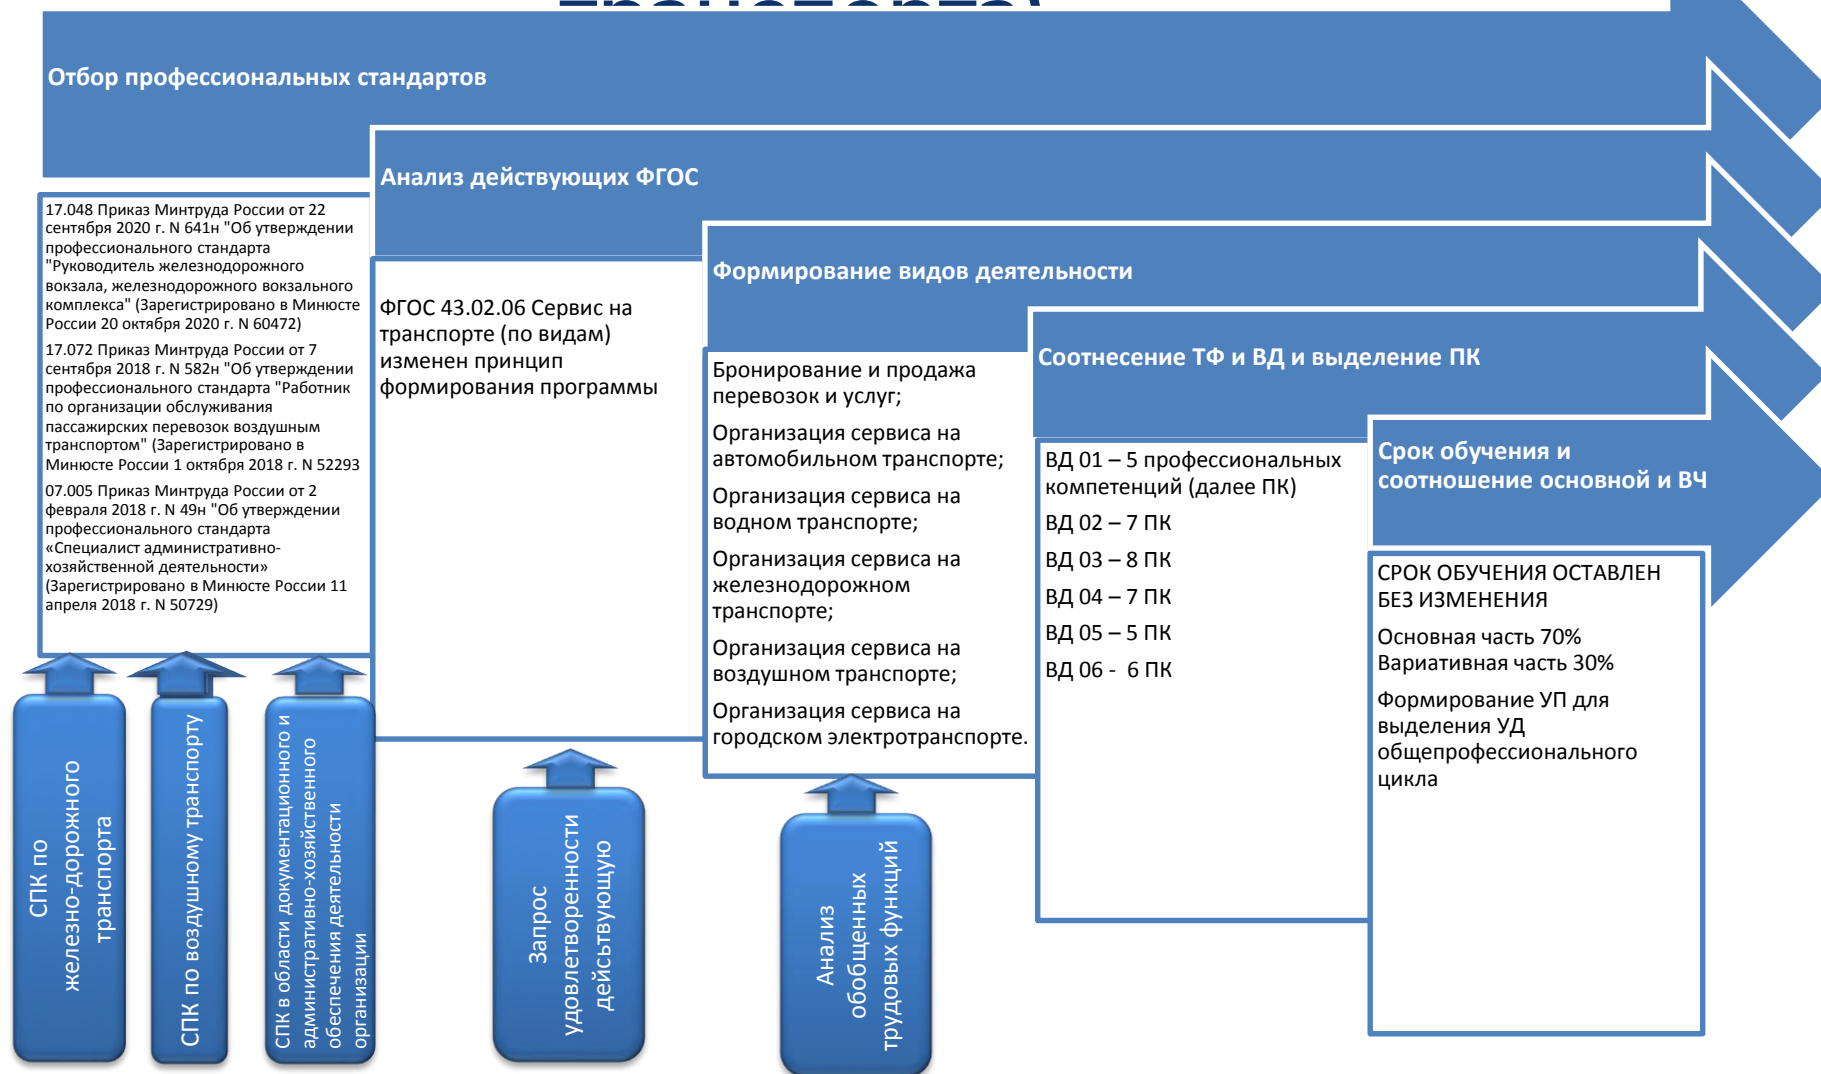 транспорта)
Отбор профессиональных стандартов
17.048 Приказ Минтруда России от 22
сентября 2020 г. N 641н "Об утверждении
профессионального стандарта
"Руководитель железнодорожного
вокзала, железнодорожного вокзального
комплекса" (Зарегистрировано в Минюсте
России 20 октября 2020 г. N 60472)
17.072 Приказ Минтруда России от 7
сентября 2018 г. N 582н "Об утверждении
профессионального стандарта "Работник
по организации обслуживания
пассажирских перевозок воздушным
транспортом" (Зарегистрировано в
Минюсте России 1 октября 2018 г. N 52293
07.005 Приказ Минтруда России от 2
февраля 2018 г. N 49н "Об утверждении
профессионального стандарта
«Специалист административно-
хозяйственной деятельности»
(Зарегистрировано в Минюсте России 11
апреля 2018 г. N 50729)
Анализ действующих ФГОС
ФГОС 43.02.06 Сервис на
транспорте (по видам)
изменен принцип
формирования программы
Формирование видов деятельности
Бронирование и продажа
перевозок и услуг;
Организация сервиса на
автомобильном транспорте;
Организация сервиса на
водном транспорте;
Организация сервиса на
железнодорожном
транспорте;
Организация сервиса на
воздушном транспорте;
Организация сервиса на
городском электротранспорте.
Соотнесение ТФ и ВД и выделение ПК
ВД 01 – 5 профессиональных
компетенций (далее ПК)
ВД 02 – 7 ПК
ВД 03 – 8 ПК
ВД 04 – 7 ПК
ВД 05 – 5 ПК
ВД 06 - 6 ПК
Срок обучения и
соотношение основной и ВЧ
СРОК ОБУЧЕНИЯ ОСТАВЛЕН
БЕЗ ИЗМЕНЕНИЯ
Основная часть 70%
Вариативная часть 30%
Формирование УП для
выделения УД
общепрофессионального
цикла
СПК по
железно-дорожного
транспорта
СПК по воздушному транспорту
СПК в области документационного и
административно-хозяйственного
обеспечения деятельности
организации
Запрос
удовлетворенности
дейсьтвующую
Анализ
обобщенных
трудовых функций